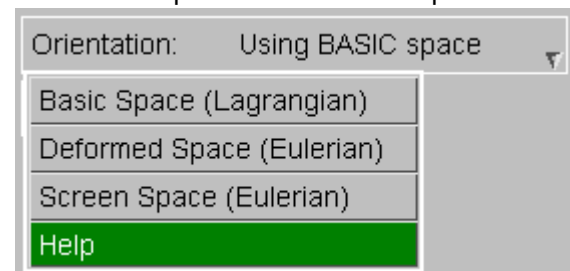 Orientation: Using BASIC space
Basic Space (Lagrangian)
Deformed Space (Eulerian)
Screen Space (Eulerian)
Help